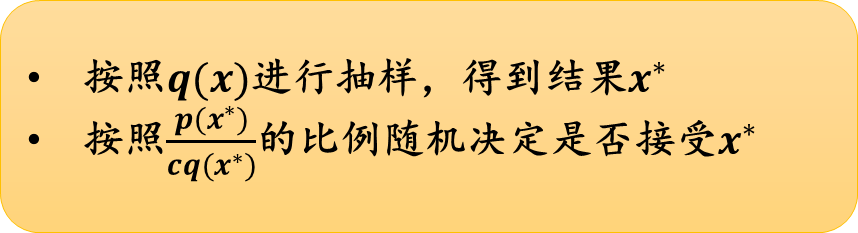 • 按照q(x)进行抽样，得到结果x*
• 按照p(x*)/cq(x*)的比例随机决定是否接受x*